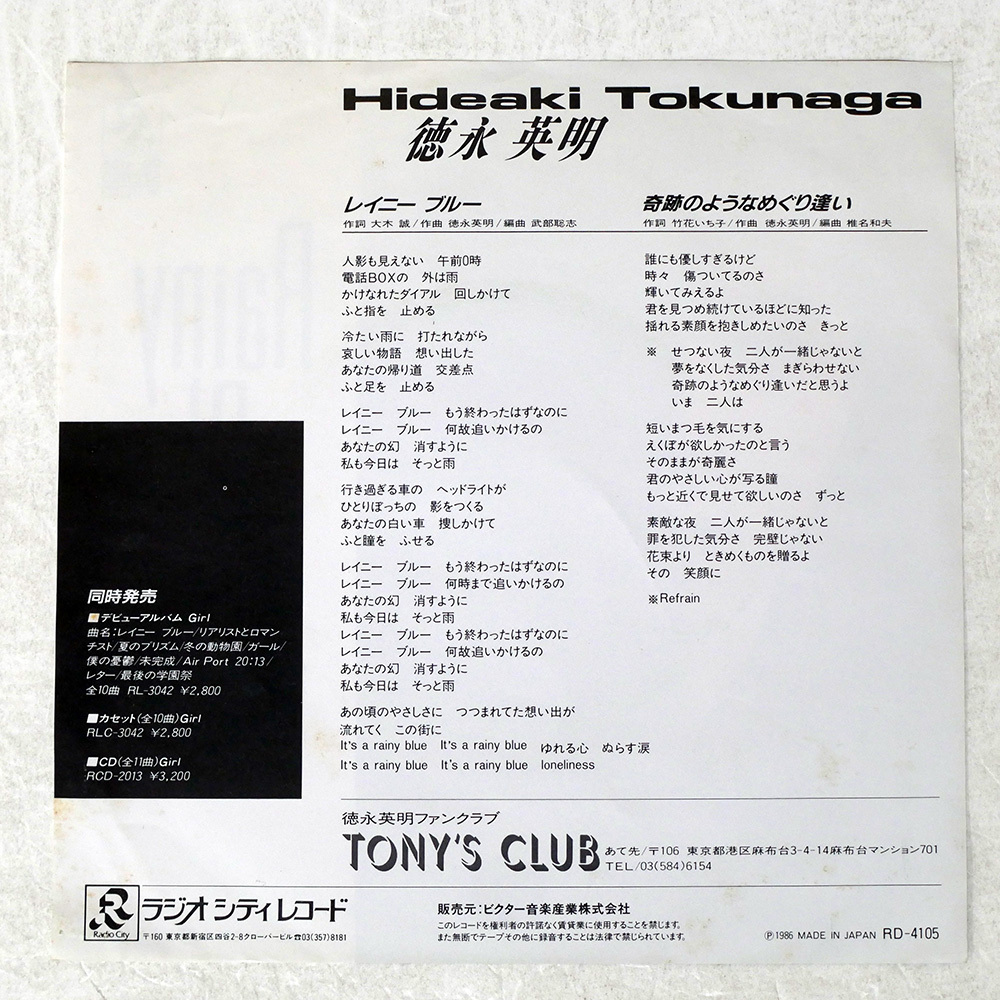 Hideaki Tokunaga
徳永 英明
レイニー ブルー
作詞 大木 誠/作曲 徳永英明/編曲 武部聡志
人影も見えない 午前0時
電話BOXの 外は雨
かけなれたダイアル 回しかけて
ふと指を 止める
冷たい雨に 打たれながら
哀しい物語 想い出した
あなたの帰り道 交差点
ふと足を 止める
レイニー ブルー もう終わったはずなのに
レイニー ブルー 何故追いかけるの
あなたの幻 消すように
私も今日は そっと雨
行き過ぎる車の ヘッドライトが
ひとりぼっちの 影をつくる
あなたの白い車 捜しかけて
ふと瞳を ふせる
レイニー ブルー もう終わったはずなのに
レイニー ブルー 何時まで追いかけるの
あなたの幻 消すように
私も今日は そっと雨
レイニー ブルー もう終わったはずなのに
レイニー ブルー 何故追いかけるの
あなたの幻 消すように
私も今日は そっと雨
あの頃のやさしさに つつまれてた想い出が
流れてく この街に
It's a rainy blue It's a rainy blue ゆれる心 ぬらす涙
It's a rainy blue It's a rainy blue loneliness
奇跡のようなめぐり逢い
作詞 竹花いち子/作曲 徳永英明/編曲 椎名和夫
誰にも優しすぎるけど
時々 傷ついてるのさ
輝いてみえるよ
君を見つめ続けているほどに知った
揺れる素顔を抱きしめたいのさ きっと
※ せつない夜 二人が一緒じゃないと
夢をなくした気分さ まぎらわせない
奇跡のようなめぐり逢いだと思うよ
いま 二人は
短いまつ毛を気にする
えくぼが欲しかったのと言う
そのままが奇麗さ
君のやさしい心が写る瞳
もっと近くで見せて欲しいのさ ずっと
素敵な夜 二人が一緒じゃないと
罪を犯した気分さ 完璧じゃない
花束より ときめくものを贈るよ
その 笑顔に
※Refrain
同時発売
■デビューアルバム Girl
曲名:レイニー ブルー/リアリストとロマン
チスト/夏のプリズム/冬の動物園/ガール/
僕の憂鬱/未完成/Air Port 20:13/
レター/最後の学園祭
全10曲 RL-3042 ¥2,800
■カセット(全10曲)Girl
RLC-3042 ¥2,800
■CD(全11曲)Girl
RCD-2013 ¥3,200
徳永英明ファンクラブ
TONY'S CLUB
あて先/〒106 東京都港区麻布台3-4-14麻布台マンション701
TEL/03(584)6154
Radio City
ラジオ シティ レコード
〒160 東京都新宿区四谷2-8クローバービル☎03(357)8181
販売元:ビクター音楽産業株式会社
このレコードを権利者の許諾なく賃貸業に使用することを禁じます。
また無断でテープその他に録音することは法律で禁じられています。
Ⓟ1986 MADE IN JAPAN RD-4105